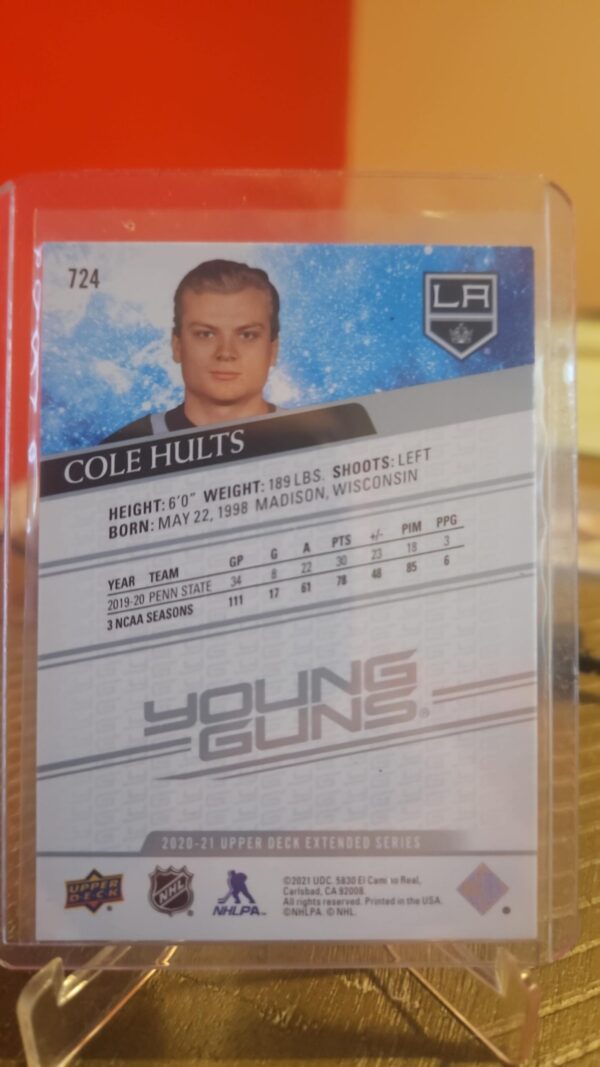 724
LA
COLE HULTS
HEIGHT: 6'0" WEIGHT: 189 LBS. SHOOTS: LEFT
BORN: MAY 22, 1998 MADISON, WISCONSIN
YEAR TEAM GP G A PTS +/- PIM PPG
2019-20 PENN STATE 34 8 22 30 23 18 3
3 NCAA SEASONS 111 17 61 78 48 85 6
YOUNG
GUNS®
2020-21 UPPER DECK EXTENDED SERIES
UPPER
DECK
NHL
NHLPA
©2021 UDC. 5830 El Camino Real,
Carlsbad, CA 92008.
All rights reserved. Printed in the USA.
©NHLPA. © NHL.